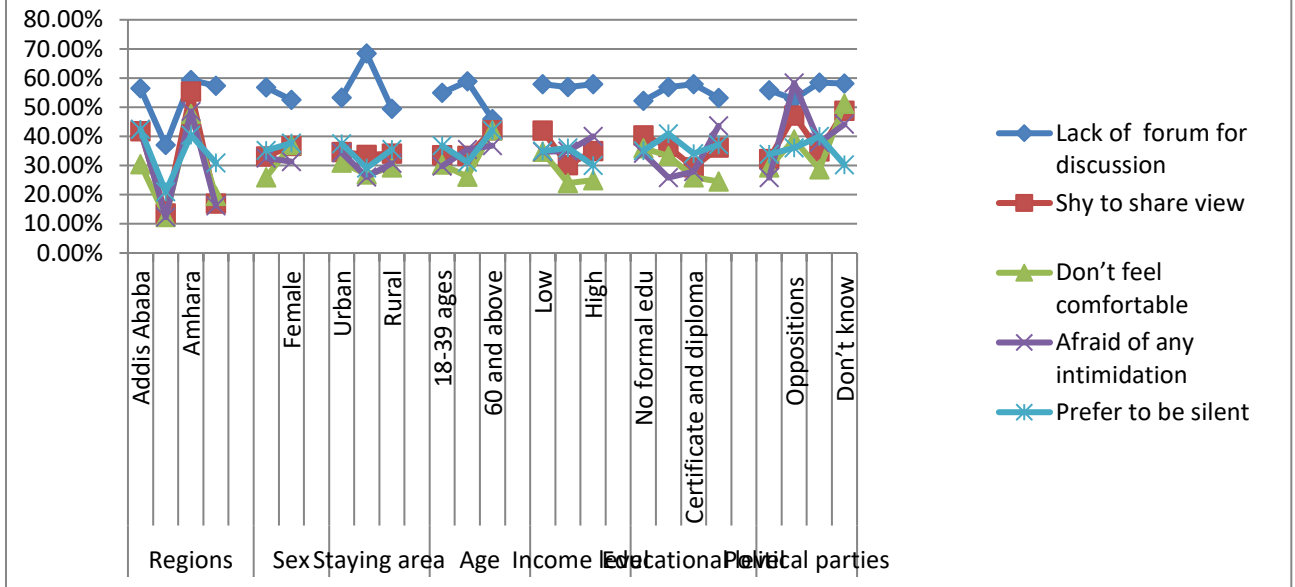 80.00%
70.00%
60.00%
50.00%
40.00%
30.00%
20.00%
10.00%
0.00%
Addis Ababa
Amhara
Female
Urban
Rural
18-39 ages
60 and above
Low
High
No formal edu
Certificate and diploma
Oppositions
Don’t know
Regions
Sex
Staying area
Age
Income level
Educational level
Political parties
Lack of forum for
discussion
Shy to share view
Don’t feel
comfortable
Afraid of any
intimidation
Prefer to be silent